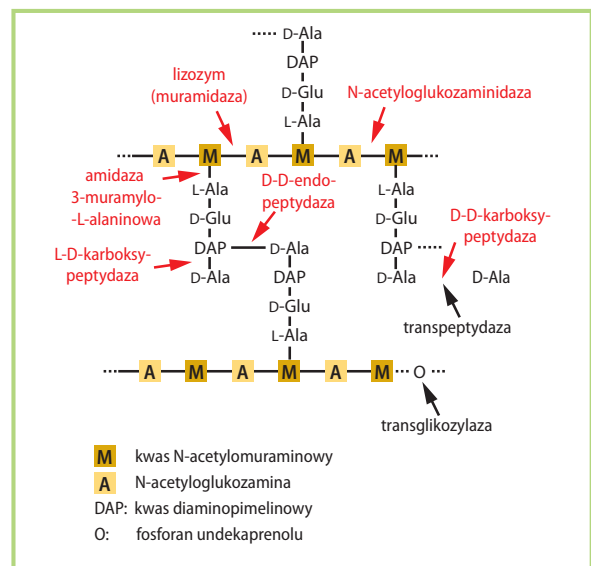 ..... D-Ala
DAP
D-Glu
L-Ala
lizozym
(muramidaza)
N-acetyloglukozaminidaza
A M A M A M
amidaza
3-muramylo-
-L-alaninowa
L-Ala
D-Glu
DAP
D-Ala
D-D-endo-
peptydaza
L-Ala
D-Glu
DAP .....
D-Ala
D-D-karboksy-
peptydaza
L-D-karboksy-
peptydaza
D-Ala
DAP
D-Glu
L-Ala
D-Ala
transpeptydaza
A M A M A M O
transglikozylaza
M kwas N-acetylomuraminowy
A N-acetyloglukozamina
DAP: kwas diaminopimelinowy
O: fosforan undekaprenolu